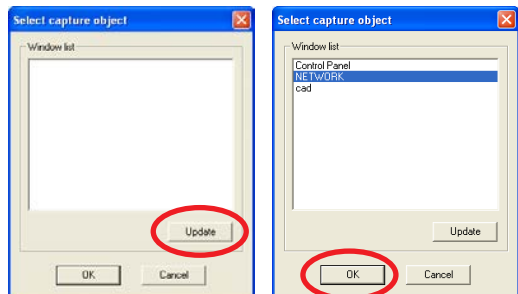 Select capture object
Window list
Update
OK Cancel
Select capture object
Window list
Control Panel
NETWORK
cad
Update
OK Cancel